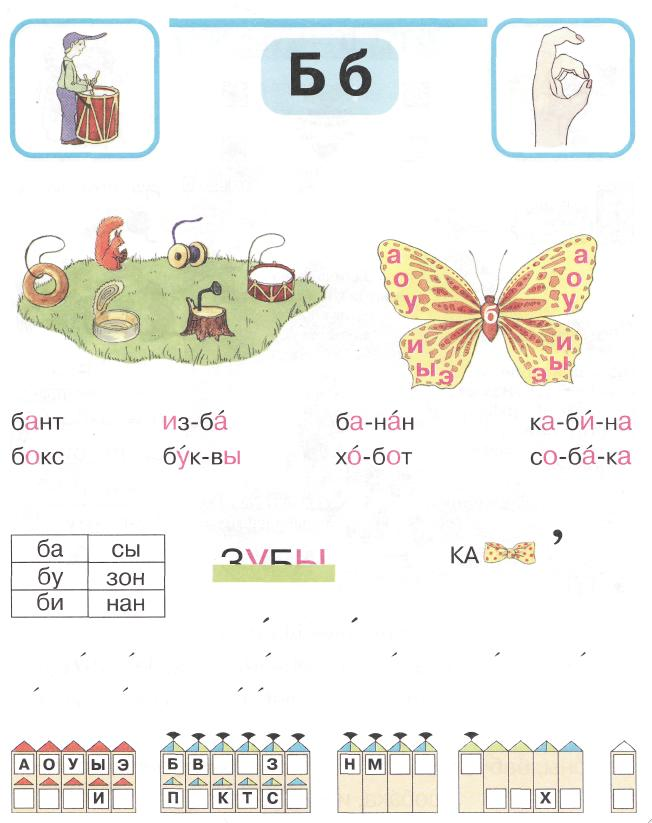 Б б
а а
о о
у б у
и и
ы ы
э э
бант из-ба́ ба-на́н ка-би́-на
бокс бу́к-вы хо́-бот со-ба́-ка
ба сы
бу зон
би нан
ЗУБЫ
КА ,
А О У Ы Э
И
Б В З
П К Т С
Н М
Х